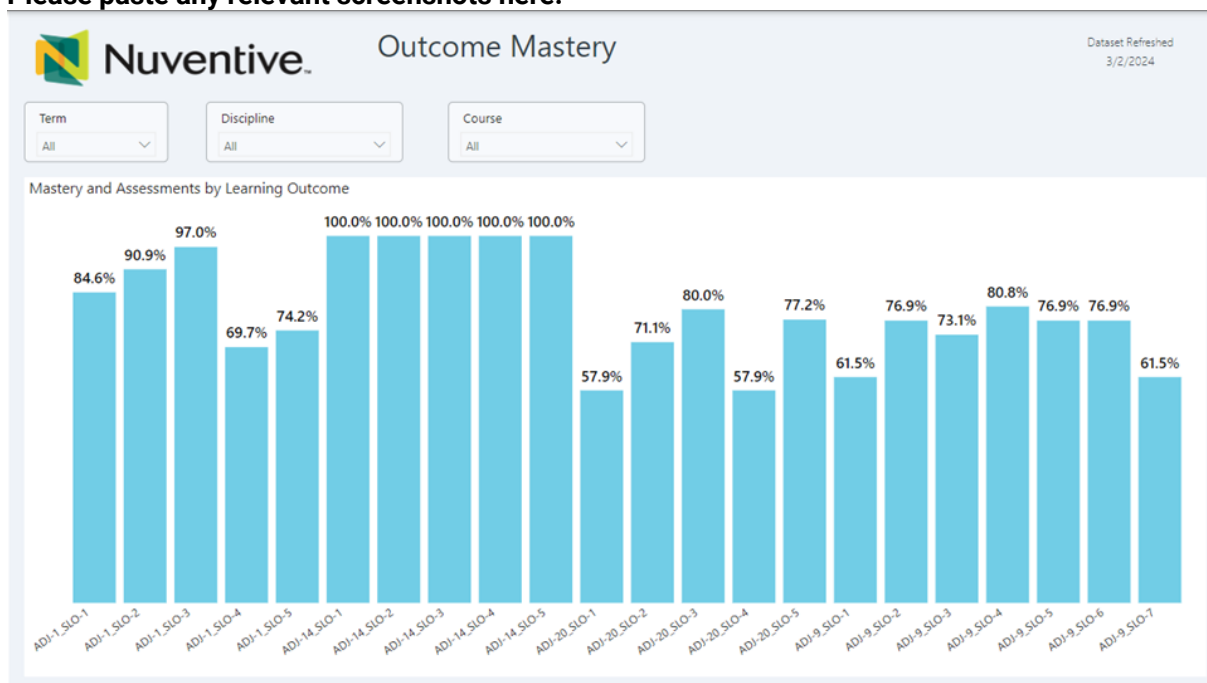 Please paste any relevant screenshots here:
Nuventive™
Outcome Mastery
Dataset Refreshed
3/2/2024
Term
All
Discipline
All
Course
All
Mastery and Assessments by Learning Outcome
84.6%
90.9%
97.0%
69.7%
74.2%
100.0% 100.0% 100.0% 100.0% 100.0%
57.9%
71.1%
80.0%
57.9%
77.2%
61.5%
76.9%
73.1%
80.8%
76.9%
76.9%
61.5%
ADJ-1_SLO-1
ADJ-1_SLO-2
ADJ-1_SLO-3
ADJ-1_SLO-4
ADJ-1_SLO-5
ADJ-14_SLO-1
ADJ-14_SLO-2
ADJ-14_SLO-3
ADJ-14_SLO-4
ADJ-14_SLO-5
ADJ-20_SLO-1
ADJ-20_SLO-2
ADJ-20_SLO-3
ADJ-20_SLO-4
ADJ-20_SLO-5
ADJ-9_SLO-1
ADJ-9_SLO-2
ADJ-9_SLO-3
ADJ-9_SLO-4
ADJ-9_SLO-5
ADJ-9_SLO-6
ADJ-9_SLO-7